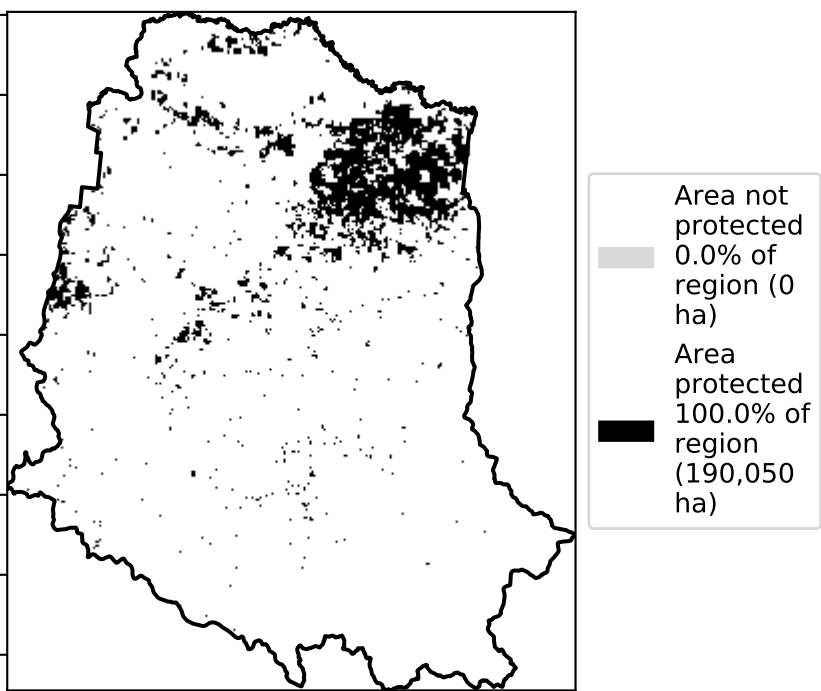 Area not
protected
0.0% of
region (0
ha)
Area
protected
100.0% of
region
(190,050
ha)